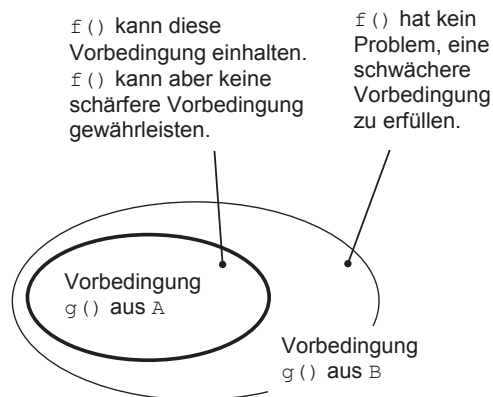 f() kann diese
Vorbedingung einhalten.
f() kann aber keine
schärfere Vorbedingung
gewährleisten.
f() hat kein
Problem, eine
schwächere
Vorbedingung
zu erfüllen.
Vorbedingung
g() aus A
Vorbedingung
g() aus B